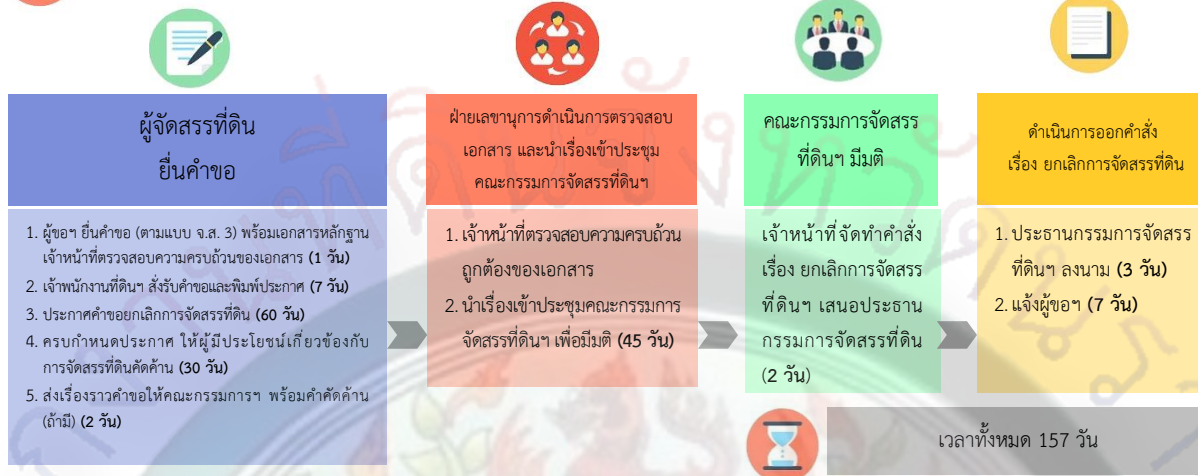 ผู้จัดสรรที่ดิน
ยื่นคำขอ
1. ผู้ขอฯ ยื่นคำขอ (ตามแบบ จ.ส. 3) พร้อมเอกสารหลักฐาน
เจ้าหน้าที่ตรวจสอบความครบถ้วนของเอกสาร (1 วัน)
2. เจ้าพนักงานที่ดินฯ สั่งรับคำขอและพิมพ์ประกาศ (7 วัน)
3. ประกาศคำขอยกเลิกการจัดสรรที่ดิน (60 วัน)
4. ครบกำหนดประกาศ ให้ผู้มีประโยชน์เกี่ยวข้องกับ
การจัดสรรที่ดินคัดค้าน (30 วัน)
5. ส่งเรื่องราวคำขอให้คณะกรรมการฯ พร้อมคำคัดค้าน
(ถ้ามี) (2 วัน)
ฝ่ายเลขานุการดำเนินการตรวจสอบ
เอกสาร และนำเรื่องเข้าประชุม
คณะกรรมการจัดสรรที่ดินฯ
1. เจ้าหน้าที่ตรวจสอบความครบถ้วน
ถูกต้องของเอกสาร
2. นำเรื่องเข้าประชุมคณะกรรมการ
จัดสรรที่ดินฯ เพื่อมีมติ (45 วัน)
คณะกรรมการจัดสรร
ที่ดินฯ มีมติ
เจ้าหน้าที่จัดทำคำสั่ง
เรื่อง ยกเลิกการจัดสรร
ที่ดินฯ เสนอประธาน
กรรมการจัดสรรที่ดิน
(2 วัน)
ดำเนินการออกคำสั่ง
เรื่อง ยกเลิกการจัดสรรที่ดิน
1. ประธานกรรมการจัดสรร
ที่ดินฯ ลงนาม (3 วัน)
2. แจ้งผู้ขอฯ (7 วัน)
เวลาทั้งหมด 157 วัน